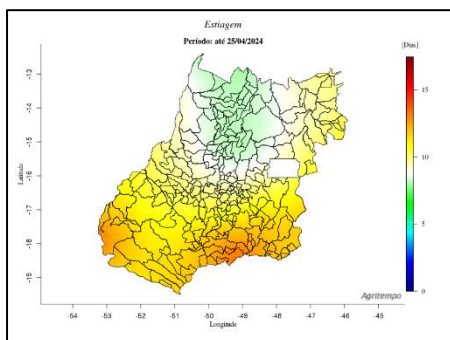 Estiagem
Período: até 25/04/2024
[Dias]
15
10
5
0
-13
-14
-15
-16
-17
-18
-19
Latitude
-54 -53 -52 -51 -50 -49 -48 -47 -46 -45
Longitude
Agritempo